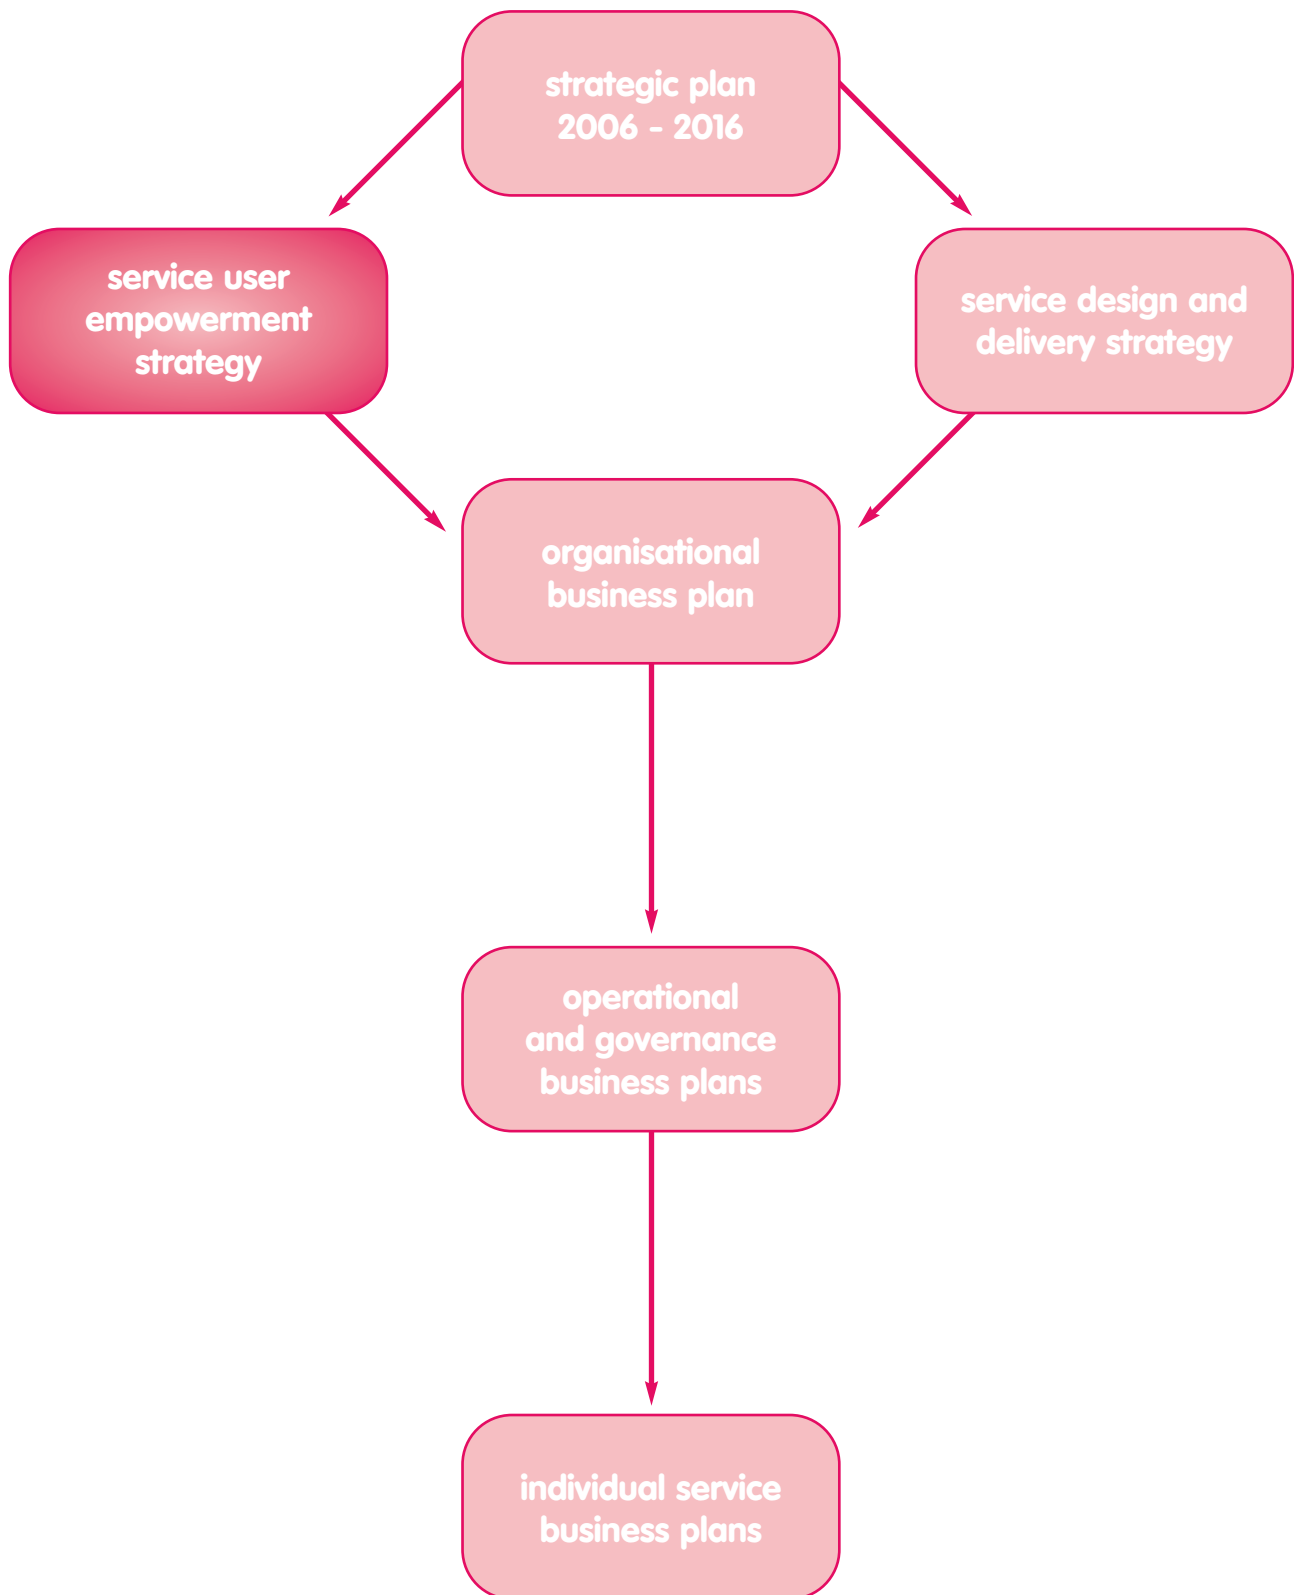 strategic plan
2006 - 2016
service user
empowerment
strategy
service design and
delivery strategy
organisational
business plan
operational
and governance
business plans
individual service
business plans